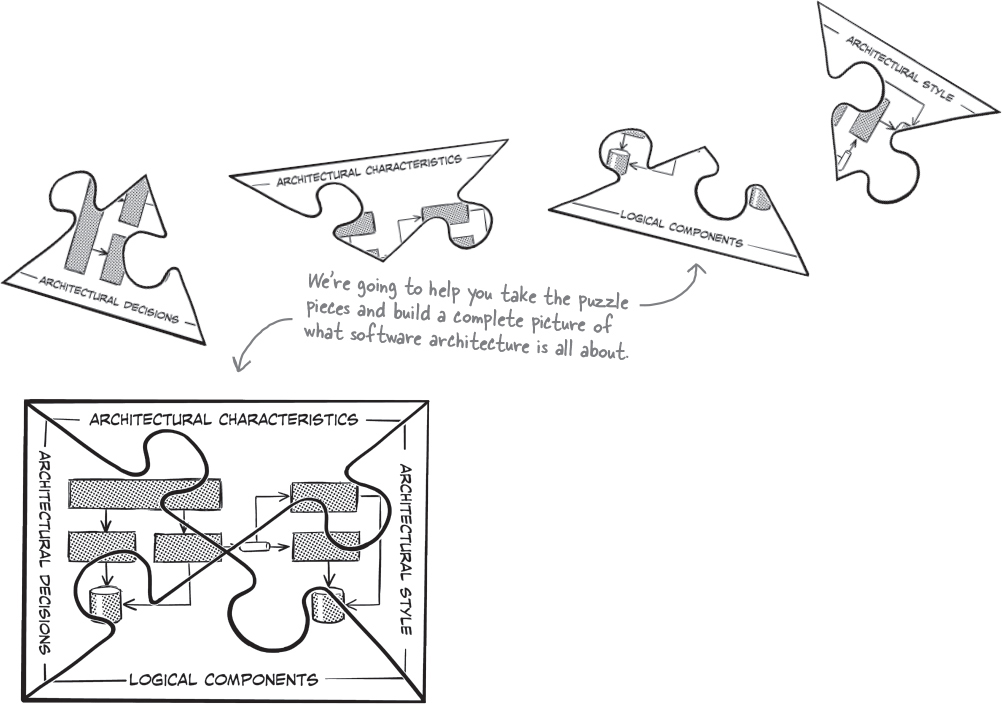 ARCHITECTURAL STYLE
ARCHITECTURAL CHARACTERISTICS
LOGICAL COMPONENTS
ARCHITECTURAL DECISIONS
We're going to help you take the puzzle
pieces and build a complete picture of
what software architecture is all about.
ARCHITECTURAL CHARACTERISTICS
ARCHITECTURAL DECISIONS
ARCHITECTURAL STYLE
LOGICAL COMPONENTS